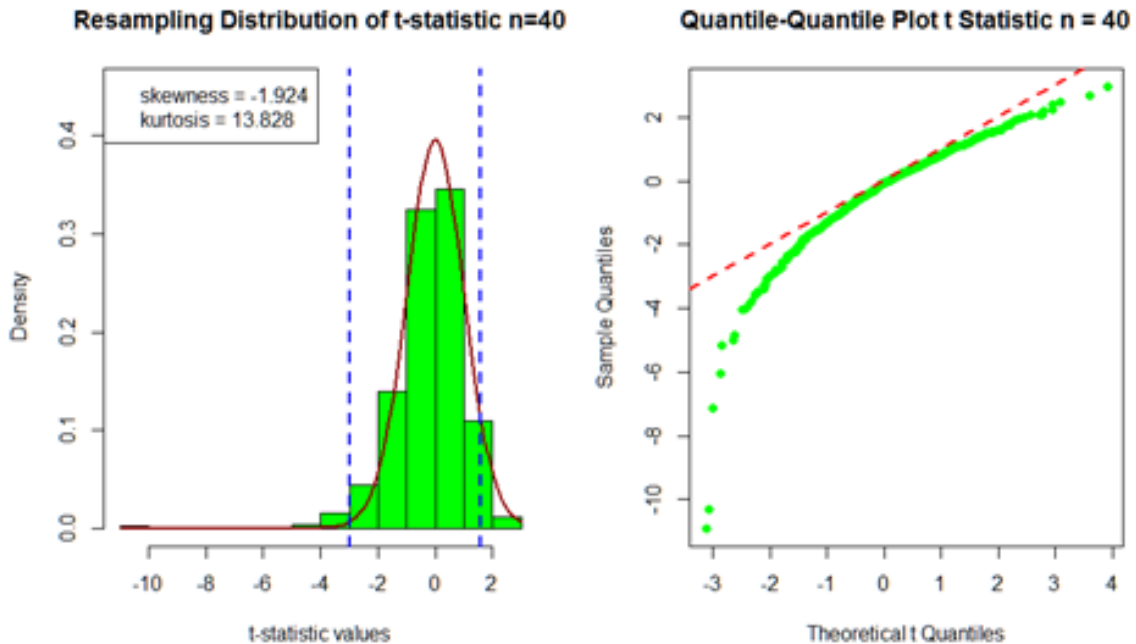 Resampling Distribution of t-statistic n=40
skewness = -1.924
kurtosis = 13.828
Density
0.0
0.1
0.2
0.3
0.4
-10 -8 -6 -4 -2 0 2
t-statistic values
Quantile-Quantile Plot t Statistic n = 40
Sample Quantiles
2
0
-2
-4
-6
-8
-10
-3 -2 -1 0 1 2 3 4
Theoretical t Quantiles